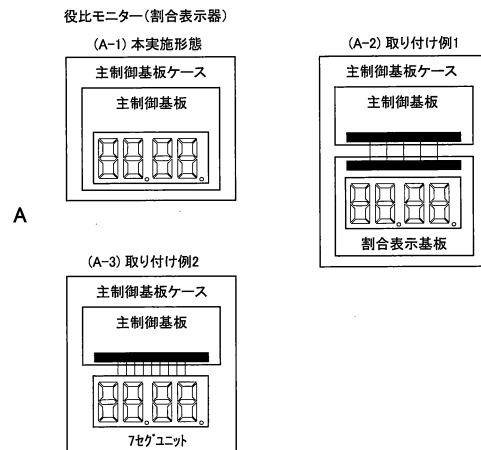 役比モニター(割合表示器)
(A-1) 本実施形態
主制御基板ケース
主制御基板
(A-2) 取り付け例1
主制御基板ケース
主制御基板
割合表示基板
A
(A-3) 取り付け例2
主制御基板ケース
主制御基板
7セグユニット